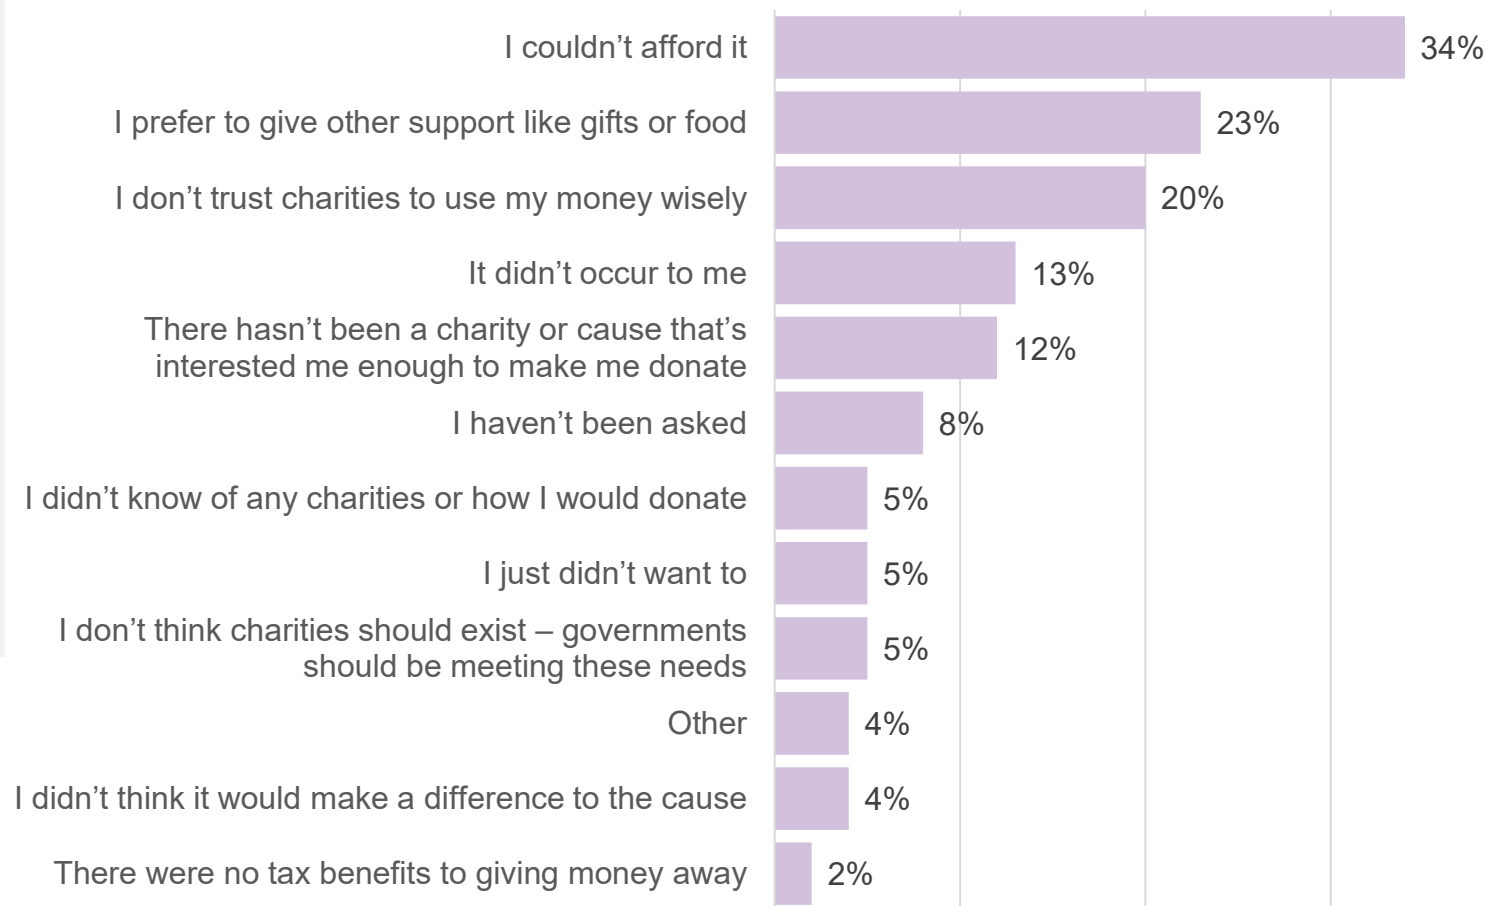 I couldn’t afford it
34%
I prefer to give other support like gifts or food
23%
I don’t trust charities to use my money wisely
20%
It didn’t occur to me
13%
There hasn’t been a charity or cause that’s
interested me enough to make me donate
12%
I haven’t been asked
8%
I didn’t know of any charities or how I would donate
5%
I just didn’t want to
5%
I don’t think charities should exist – governments
should be meeting these needs
5%
Other
4%
I didn’t think it would make a difference to the cause
4%
There were no tax benefits to giving money away
2%